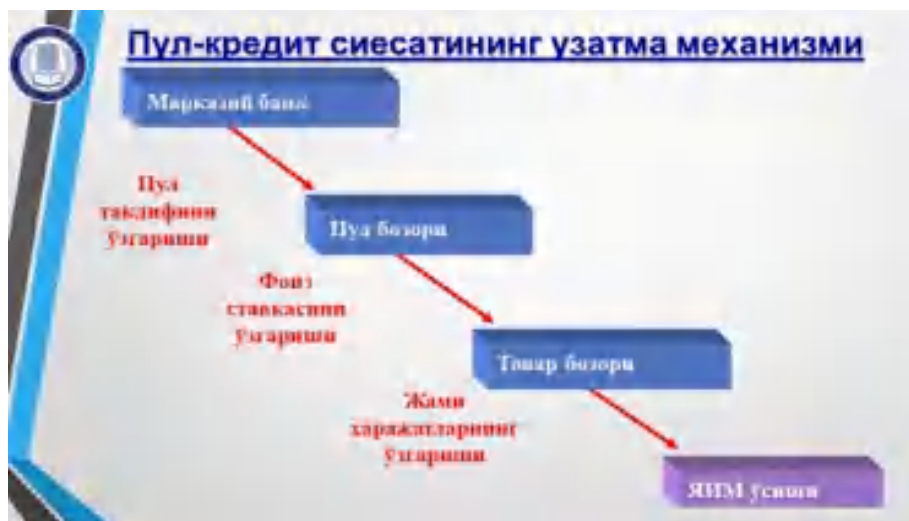 Пул-кредит сиесатининг узатма механизми
Марказий банк
Пул
таклифини
ўзгариши
Пул бозори
Фоиз
ставкасини
ўзгариши
Товар бозори
Жами
харажатларнинг
ўзгариши
ЯИМ ўсиши